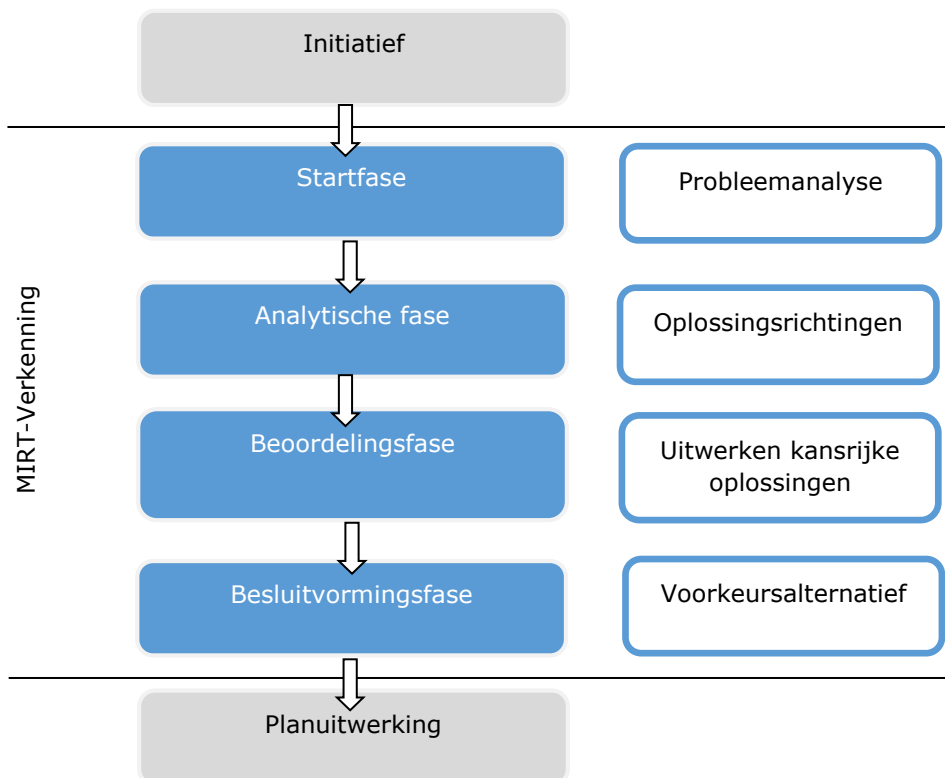 Initiatief
MIRT-Verkenning
Startfase
Probleemanalyse
Analytische fase
Oplossingsrichtingen
Beoordelingsfase
Uitwerken kansrijke
oplossingen
Besluitvormingsfase
Voorkeursalternatief
Planuitwerking